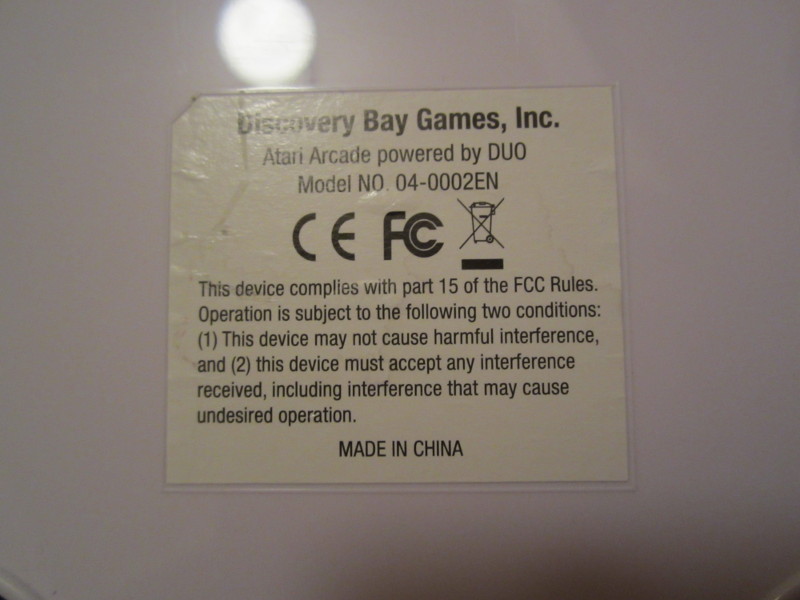 Discovery Bay Games, Inc.
Atari Arcade powered by DUO
Model NO. 04-0002EN
CE FC
This device complies with part 15 of the FCC Rules.
Operation is subject to the following two conditions:
(1) This device may not cause harmful interference,
and (2) this device must accept any interference
received, including interference that may cause
undesired operation.
MADE IN CHINA